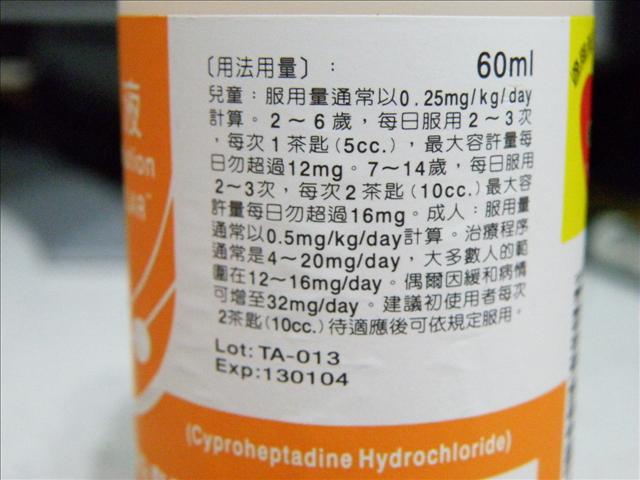 〔用法用量〕： 60ml
兒童：服用量通常以0.25mg/kg/day
計算。2～6歲，每日服用2～3次
，每次1茶匙(5cc.)，最大容許量每
日勿超過12mg。7～14歲，每日服用
2～3次，每次2茶匙(10cc.)最大容
許量每日勿超過16mg。成人：服用量
通常以0.5mg/kg/day計算。治療程序
通常是4～20mg/day，大多數人的範
圍在12～16mg/day。偶爾因緩和病情
可增至32mg/day。建議初使用者每次
2茶匙(10cc.)待適應後可依規定服用。
Lot: TA-013
Exp:130104
液
(Cyproheptadine Hydrochloride)